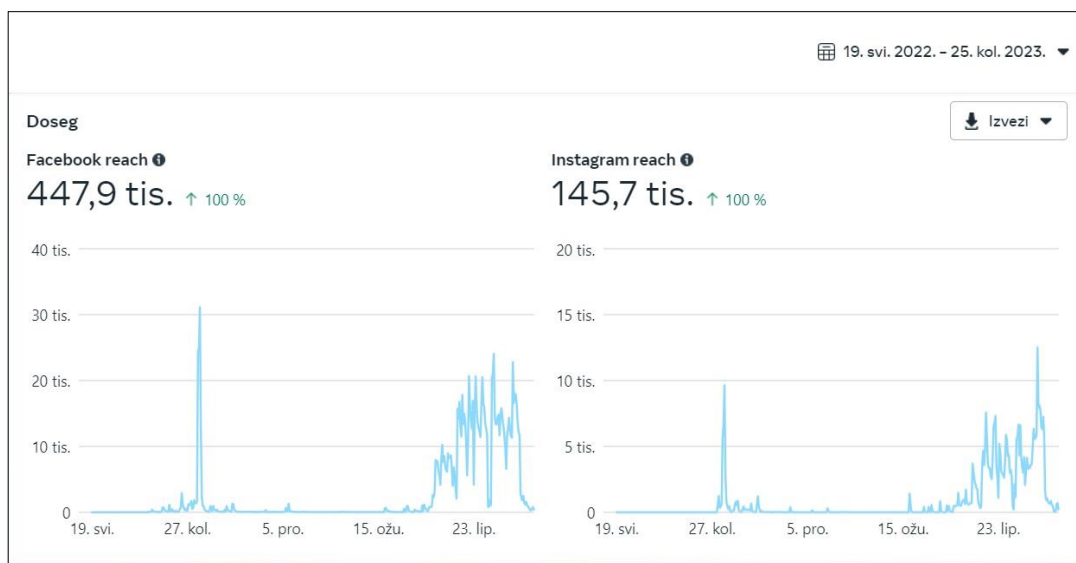 19. svi. 2022. – 25. kol. 2023.
Doseg
Izvezi
Facebook reach
447,9 tis. ↑ 100 %
40 tis.
30 tis.
20 tis.
10 tis.
0
19. svi. 27. kol. 5. pro. 15. ožu. 23. lip.
Instagram reach
145,7 tis. ↑ 100 %
20 tis.
15 tis.
10 tis.
5 tis.
0
19. svi. 27. kol. 5. pro. 15. ožu. 23. lip.